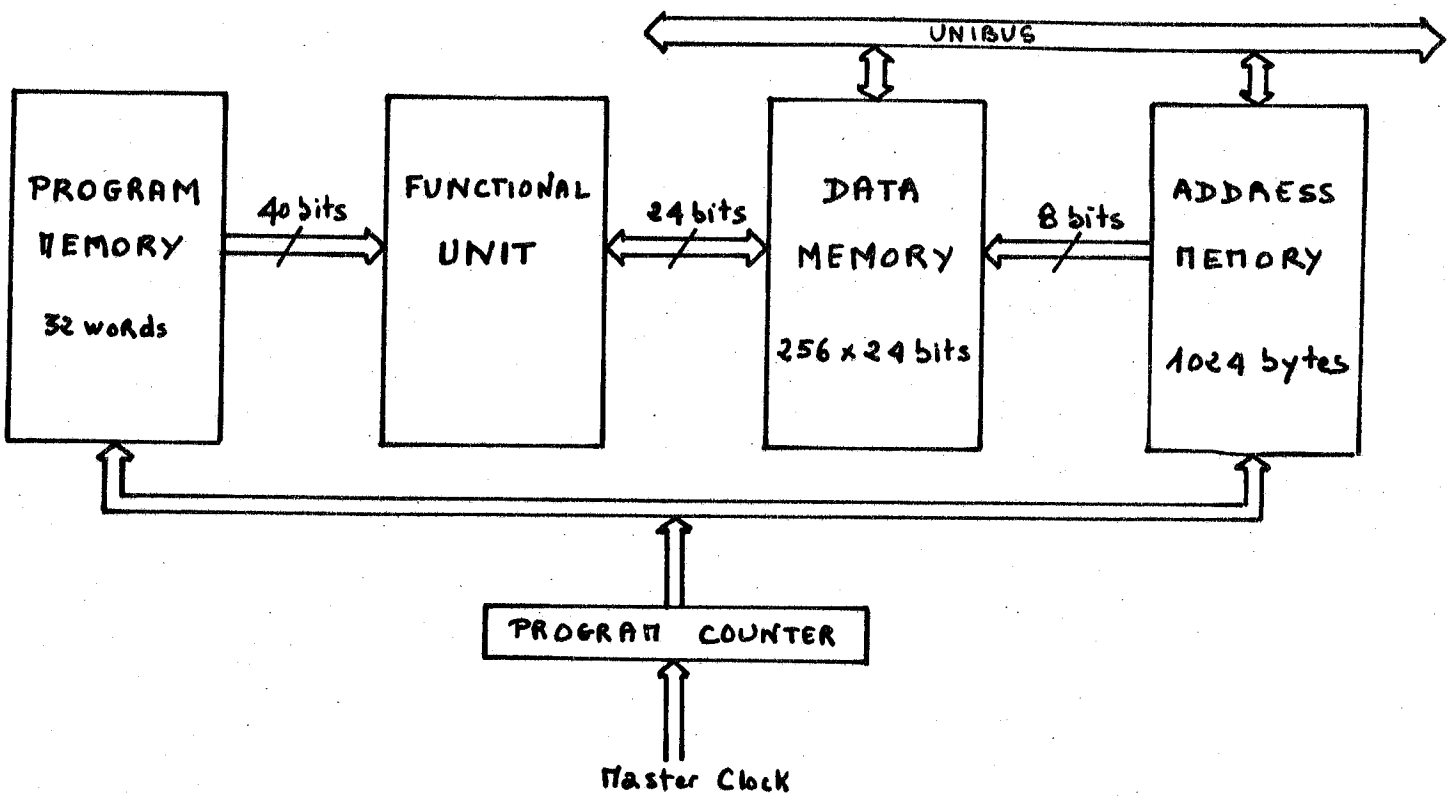 UNIBUS
PROGRAM
MEMORY
32 words
40 bits
FUNCTIONAL
UNIT
24 bits
DATA
MEMORY
256 x 24 bits
8 bits
ADDRESS
MEMORY
1024 bytes
PROGRAM COUNTER
Master Clock